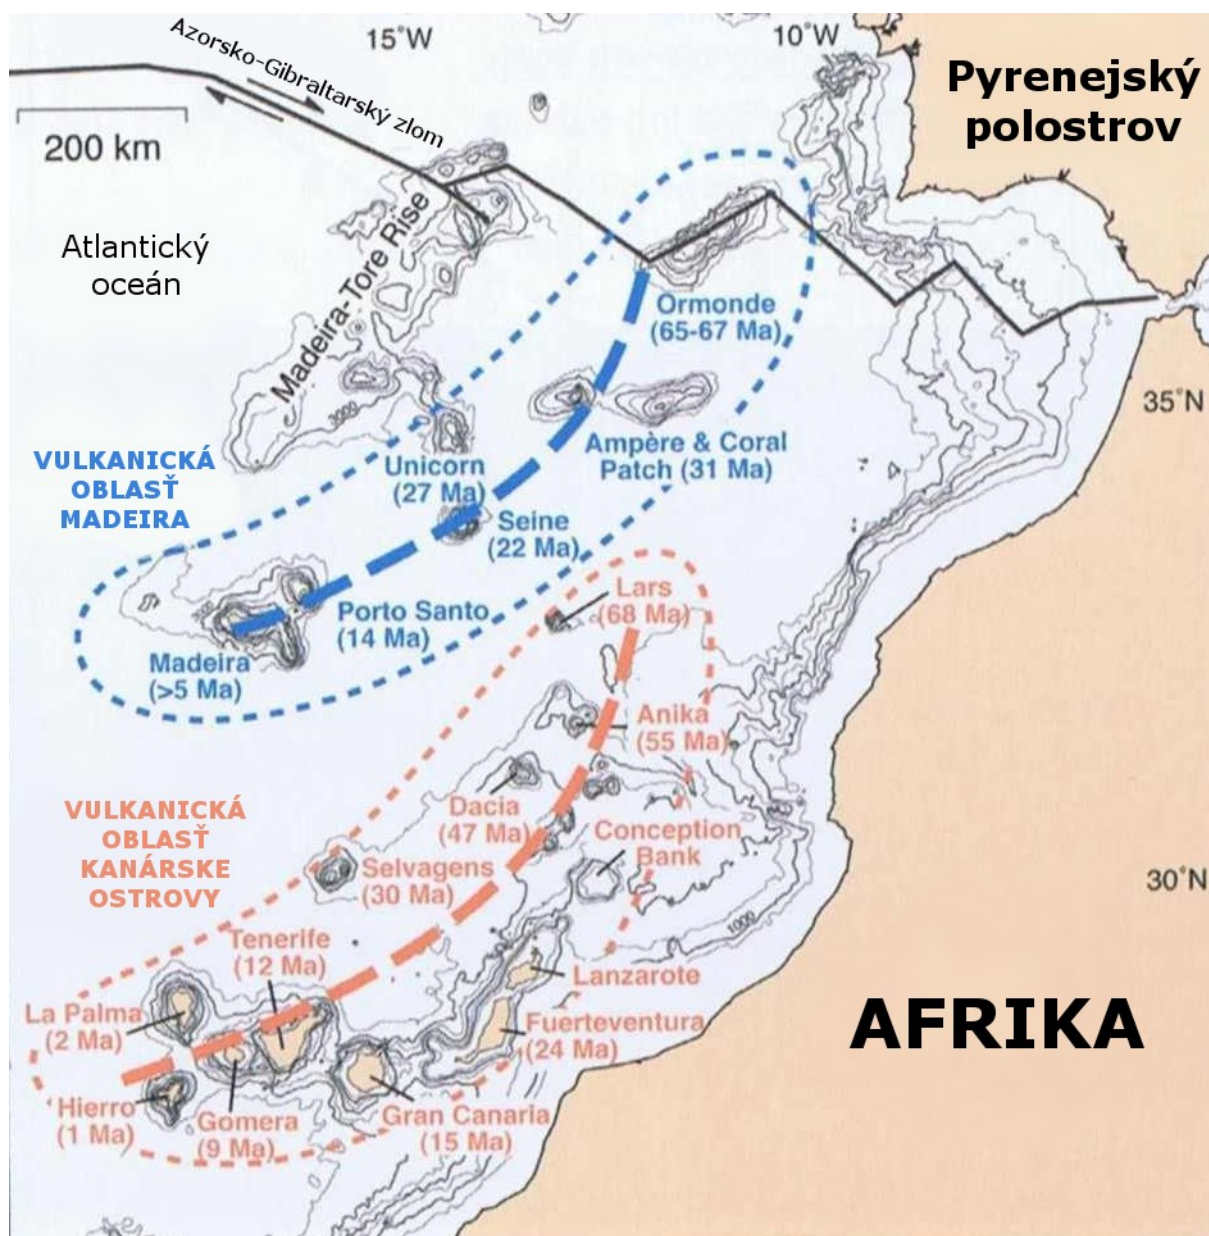 15°W
10°W
Azorsko-Gibraltarský zlom
200 km
Pyrenejský
polostrov
Atlantický
oceán
Madeira-Tore Rise
3000
Ormonde
(65-67 Ma)
35°N
VULKANICKÁ
OBLASŤ
MADEIRA
Unicorn
(27 Ma)
Ampère & Coral
Patch (31 Ma)
Seine
(22 Ma)
Porto Santo
(14 Ma)
Madeira
(>5 Ma)
Lars
(68 Ma)
Anika
(55 Ma)
VULKANICKÁ
OBLASŤ
KANÁRSKE
OSTROVY
Dacia
(47 Ma)
Conception
Bank
Selvagens
(30 Ma)
30°N
1000
Tenerife
(12 Ma)
Lanzarote
La Palma
(2 Ma)
Fuerteventura
(24 Ma)
AFRIKA
Hierro
(1 Ma)
Gomera
(9 Ma)
Gran Canaria
(15 Ma)